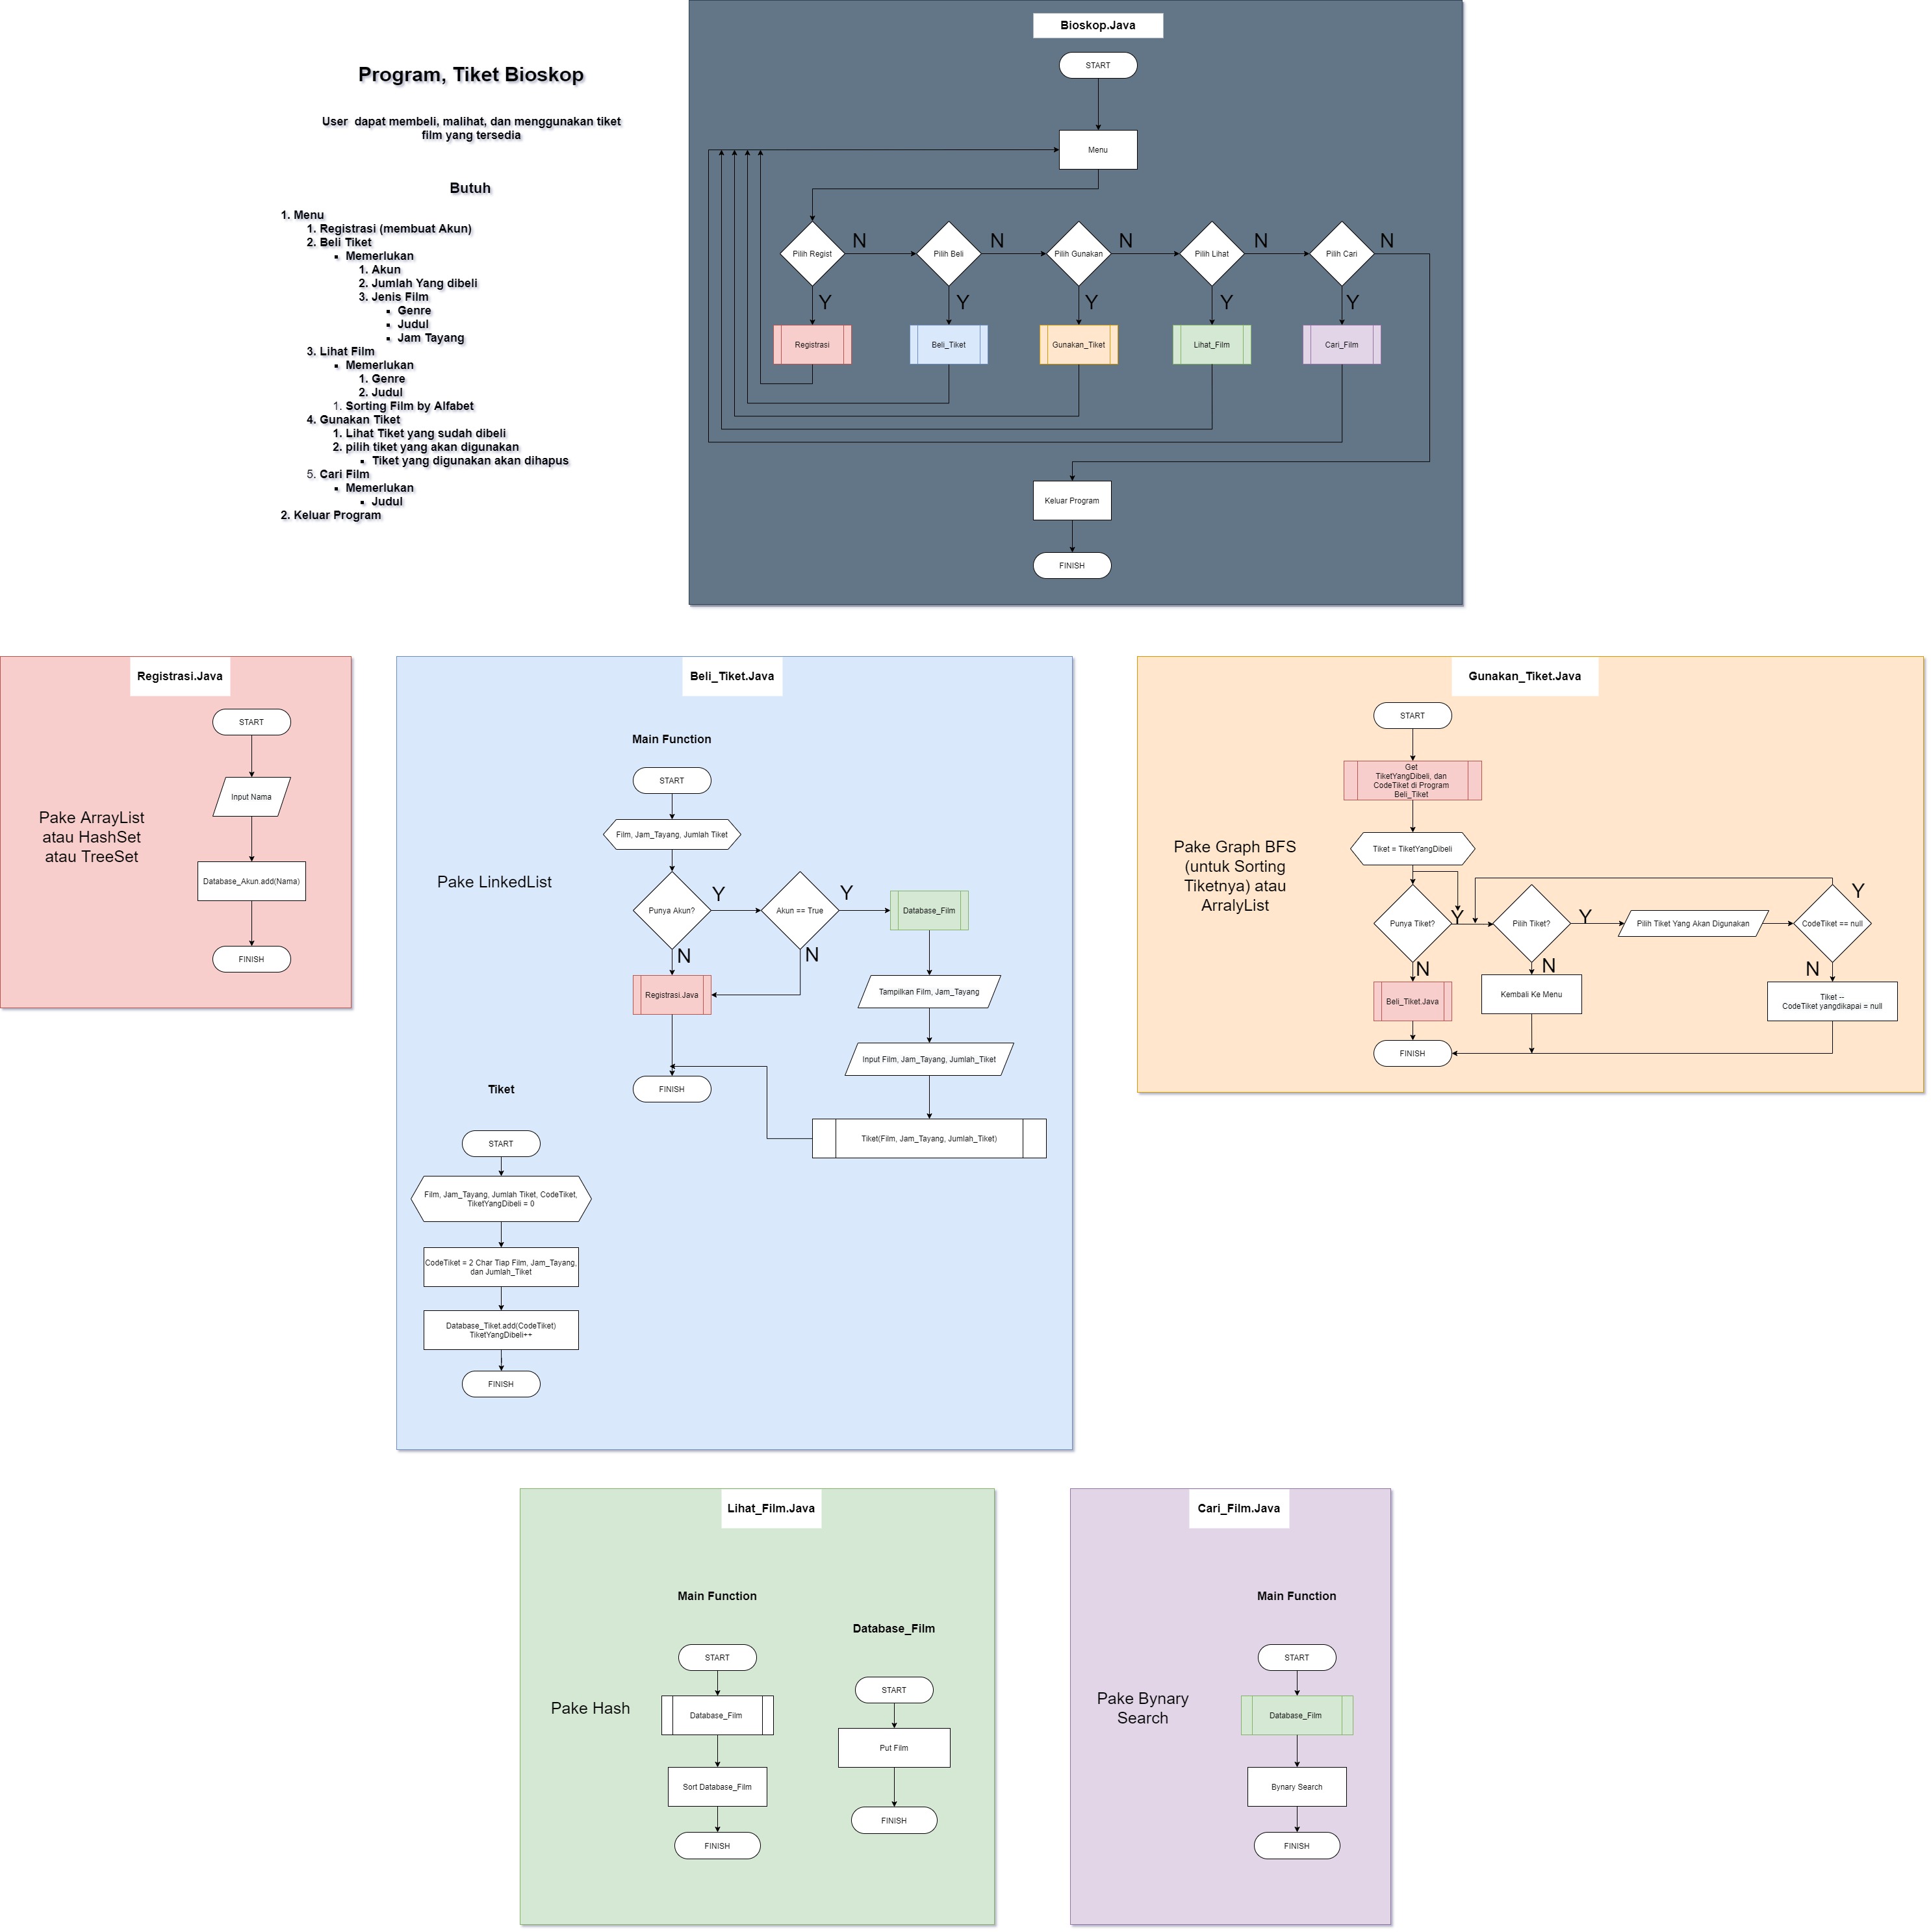 Program, Tiket Bioskop
User  dapat membeli, malihat, dan menggunakan tiket
film yang tersedia
Butuh
1. Menu
1. Registrasi (membuat Akun)
2. Beli Tiket
▪ Memerlukan
1. Akun
2. Jumlah Yang dibeli
3. Jenis Film
▪ Genre
▪ Judul
▪ Jam Tayang
3. Lihat Film
▪ Memerlukan
1. Genre
2. Judul
1. Sorting Film by Alfabet
4. Gunakan Tiket
1. Lihat Tiket yang sudah dibeli
2. pilih tiket yang akan digunakan
▪ Tiket yang digunakan akan dihapus
5. Cari Film
▪ Memerlukan
▪ Judul
2. Keluar Program
Bioskop.Java
START
Menu
Pilih Regist
N
Pilih Beli
N
Pilih Gunakan
N
Pilih Lihat
N
Pilih Cari
N
Y
Y
Y
Y
Y
Registrasi
Beli_Tiket
Gunakan_Tiket
Lihat_Film
Cari_Film
Keluar Program
FINISH
Registrasi.Java
START
Input Nama
Pake ArrayList
atau HashSet
atau TreeSet
Database_Akun.add(Nama)
FINISH
Beli_Tiket.Java
Main Function
START
Film, Jam_Tayang, Jumlah Tiket
Pake LinkedList
Punya Akun?
Y
Akun == True
Y
Database_Film
N
N
Registrasi.Java
Tampilkan Film, Jam_Tayang
Input Film, Jam_Tayang, Jumlah_Tiket
FINISH
Tiket(Film, Jam_Tayang, Jumlah_Tiket)
Tiket
START
Film, Jam_Tayang, Jumlah Tiket, CodeTiket,
TiketYangDibeli = 0
CodeTiket = 2 Char Tiap Film, Jam_Tayang,
dan Jumlah_Tiket
Database_Tiket.add(CodeTiket)
TiketYangDibeli++
FINISH
Gunakan_Tiket.Java
START
Get
TiketYangDibeli, dan
CodeTiket di Program
Beli_Tiket
Pake Graph BFS
(untuk Sorting
Tiketnya) atau
ArralyList
Tiket = TiketYangDibeli
Punya Tiket?
Y
Pilih Tiket?
Y
Pilih Tiket Yang Akan Digunakan
CodeTiket == null
Y
N
N
N
Beli_Tiket.Java
Kembali Ke Menu
Tiket --
CodeTiket yangdikapai = null
FINISH
Lihat_Film.Java
Main Function
START
Pake Hash
Database_Film
Sort Database_Film
FINISH
Database_Film
START
Put Film
FINISH
Cari_Film.Java
Main Function
START
Pake Bynary
Search
Database_Film
Bynary Search
FINISH